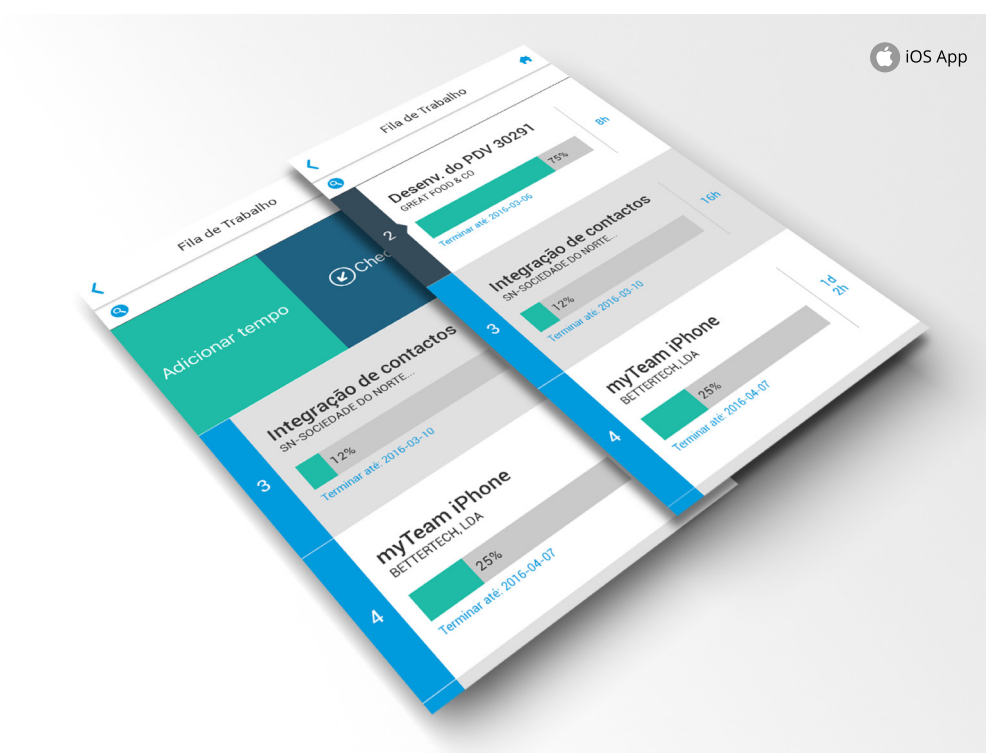 iOS App
Fila de Trabalho
Desenv. do PDV 30291
GREAT FOOD & CO
75%
Terminar até: 2016-03-06
8h
2
Integração de contactos
SN-SOCIEDADE DO NORTE...
12%
Terminar até: 2016-03-10
16h
3
myTeam iPhone
BETTERTECH, LDA
25%
Terminar até: 2016-04-07
1d
2h
4
Fila de Trabalho
Adicionar tempo
Integração de contactos
SN-SOCIEDADE DO NORTE...
12%
Terminar até: 2016-03-10
3
myTeam iPhone
BETTERTECH, LDA
25%
Terminar até: 2016-04-07
4